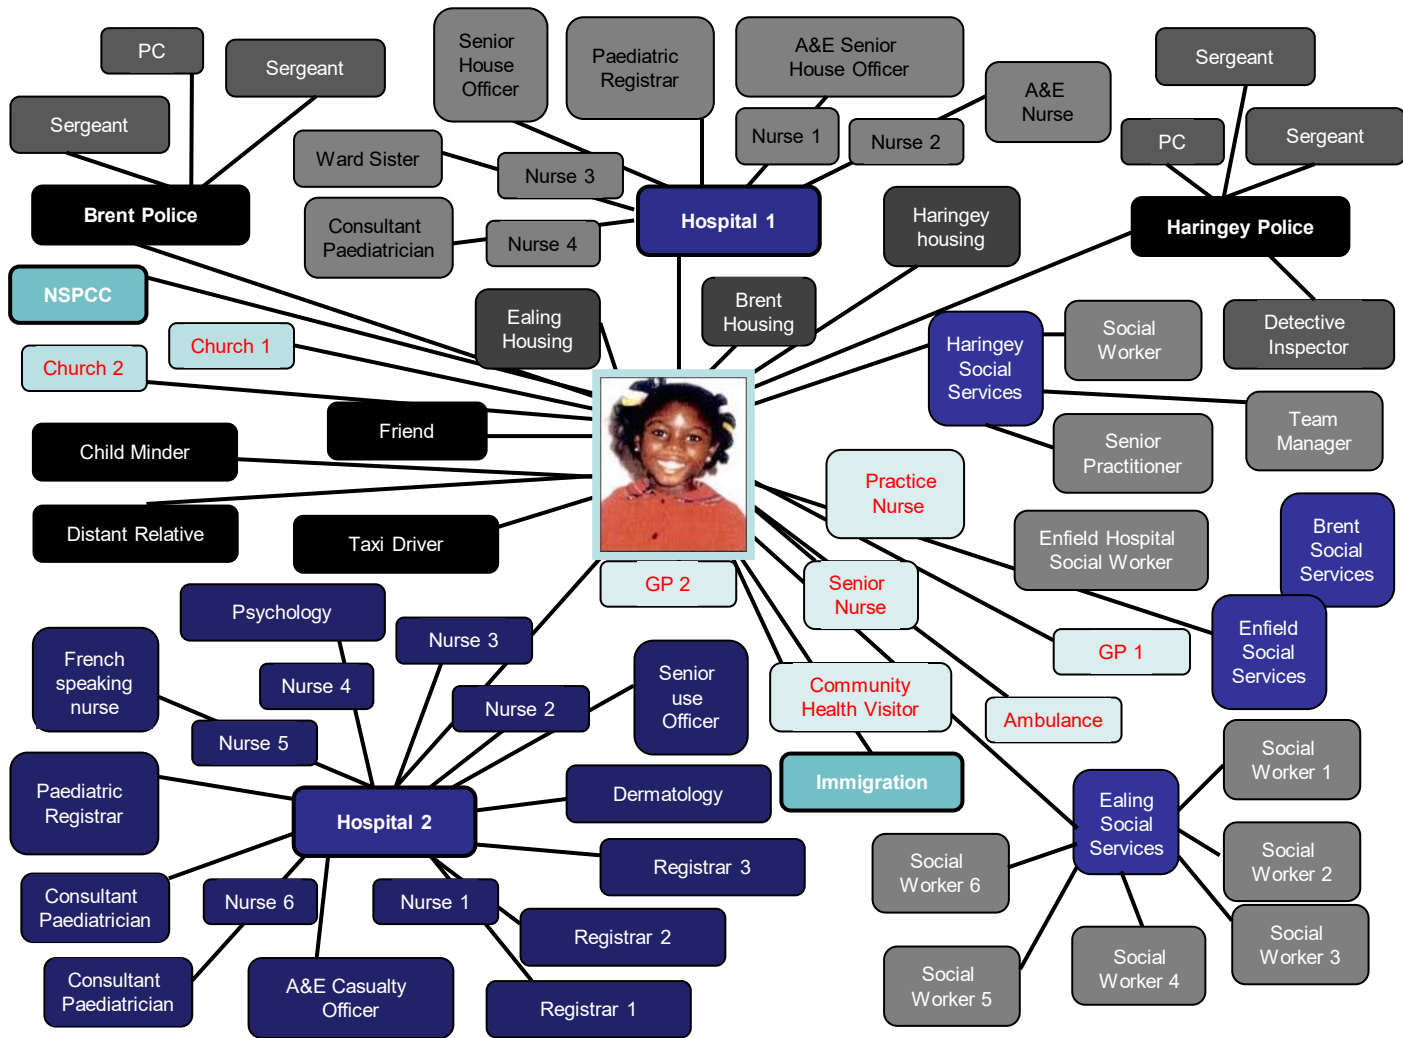 PC
Sergeant
Sergeant
Brent Police
Senior
House
Officer
Paediatric
Registrar
A&E Senior
House Officer
A&E
Nurse
Nurse 1
Nurse 2
Ward Sister
Nurse 3
Consultant
Paediatrician
Nurse 4
Hospital 1
Sergeant
PC
Sergeant
Haringey Police
Detective
Inspector
Haringey
housing
Brent
Housing
Ealing
Housing
NSPCC
Church 1
Church 2
Friend
Child Minder
Distant Relative
Taxi Driver
Haringey
Social
Services
Social
Worker
Team
Manager
Senior
Practitioner
Practice
Nurse
Enfield Hospital
Social Worker
Brent
Social
Services
Enfield
Social
Services
GP 2
Senior
Nurse
GP 1
Community
Health Visitor
Ambulance
Immigration
Psychology
Nurse 3
French
speaking
nurse
Nurse 4
Nurse 2
Senior
use
Officer
Nurse 5
Paediatric
Registrar
Hospital 2
Dermatology
Registrar 3
Consultant
Paediatrician
Nurse 6
Nurse 1
Registrar 2
Consultant
Paediatrician
A&E Casualty
Officer
Registrar 1
Ealing
Social
Services
Social
Worker 1
Social
Worker 2
Social
Worker 3
Social
Worker 4
Social
Worker 5
Social
Worker 6